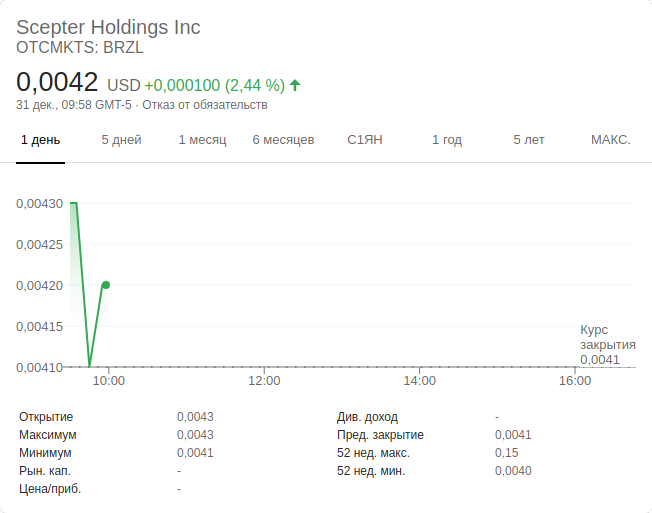 Scepter Holdings Inc
OTCMKTS: BRZL
0,0042 USD +0,000100 (2,44 %)
31 дек., 09:58 GMT-5 · Отказ от обязательств
1 день 5 дней 1 месяц 6 месяцев С1ЯН 1 год 5 лет МАКС.
0,00430
0,00425
0,00420
0,00415
0,00410
Курс
закрытия
0,0041
10:00 12:00 14:00 16:00
Открытие 0,0043 Див. доход -
Максимум 0,0043 Пред. закрытие 0,0041
Минимум 0,0041 52 нед. макс. 0,15
Рын. кап. - 52 нед. мин. 0,0040
Цена/приб. -